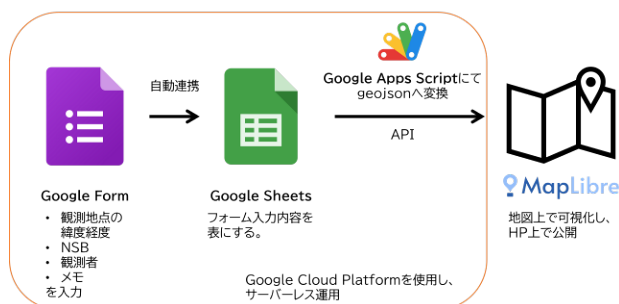 自動連携
Google Apps Scriptにて
geojsonへ変換
API
Google Form
・ 観測地点の
緯度経度
・ NSB
・ 観測者
・ メモ
を入力
Google Sheets
フォーム入力内容を
表にする。
MapLibre
地図上で可視化し、
HP上で公開
Google Cloud Platformを使用し、
サーバーレス運用